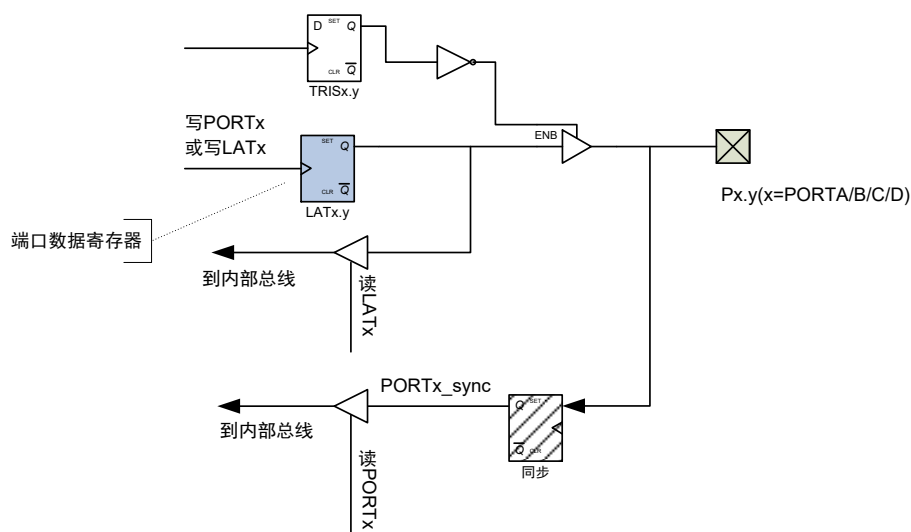 D
SET
Q
CLR
Q
TRISx.y
写PORTx
或写LATx
SET
Q
CLR
Q
LATx.y
ENB
Px.y(x=PORTA/B/C/D)
端口数据寄存器
到内部总线
读LATx
PORTx_sync
到内部总线
读PORTx
Q
SET
Q
CLR
同步